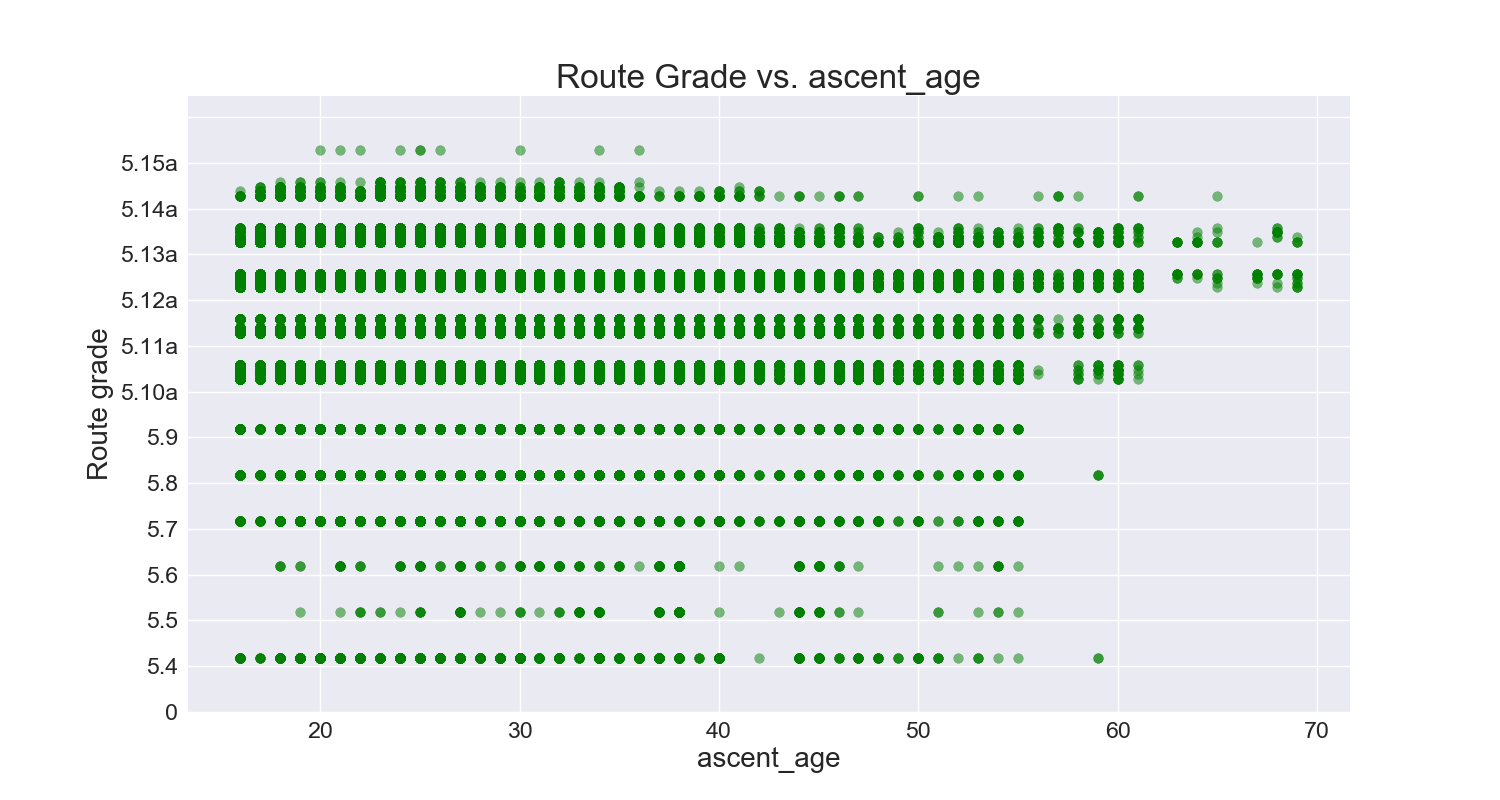 Route Grade vs. ascent_age
Route grade
5.15a
5.14a
5.13a
5.12a
5.11a
5.10a
5.9
5.8
5.7
5.6
5.5
5.4
0
20 30 40 50 60 70
ascent_age